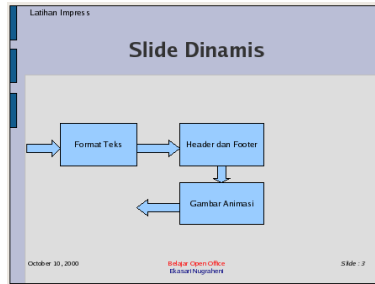 Latihan Impress
Slide Dinamis
Format Teks
Header dan Footer
Gambar Animasi
October 10, 2000
Belajar Open Office
Ekasari Nugraheni
Slide : 3